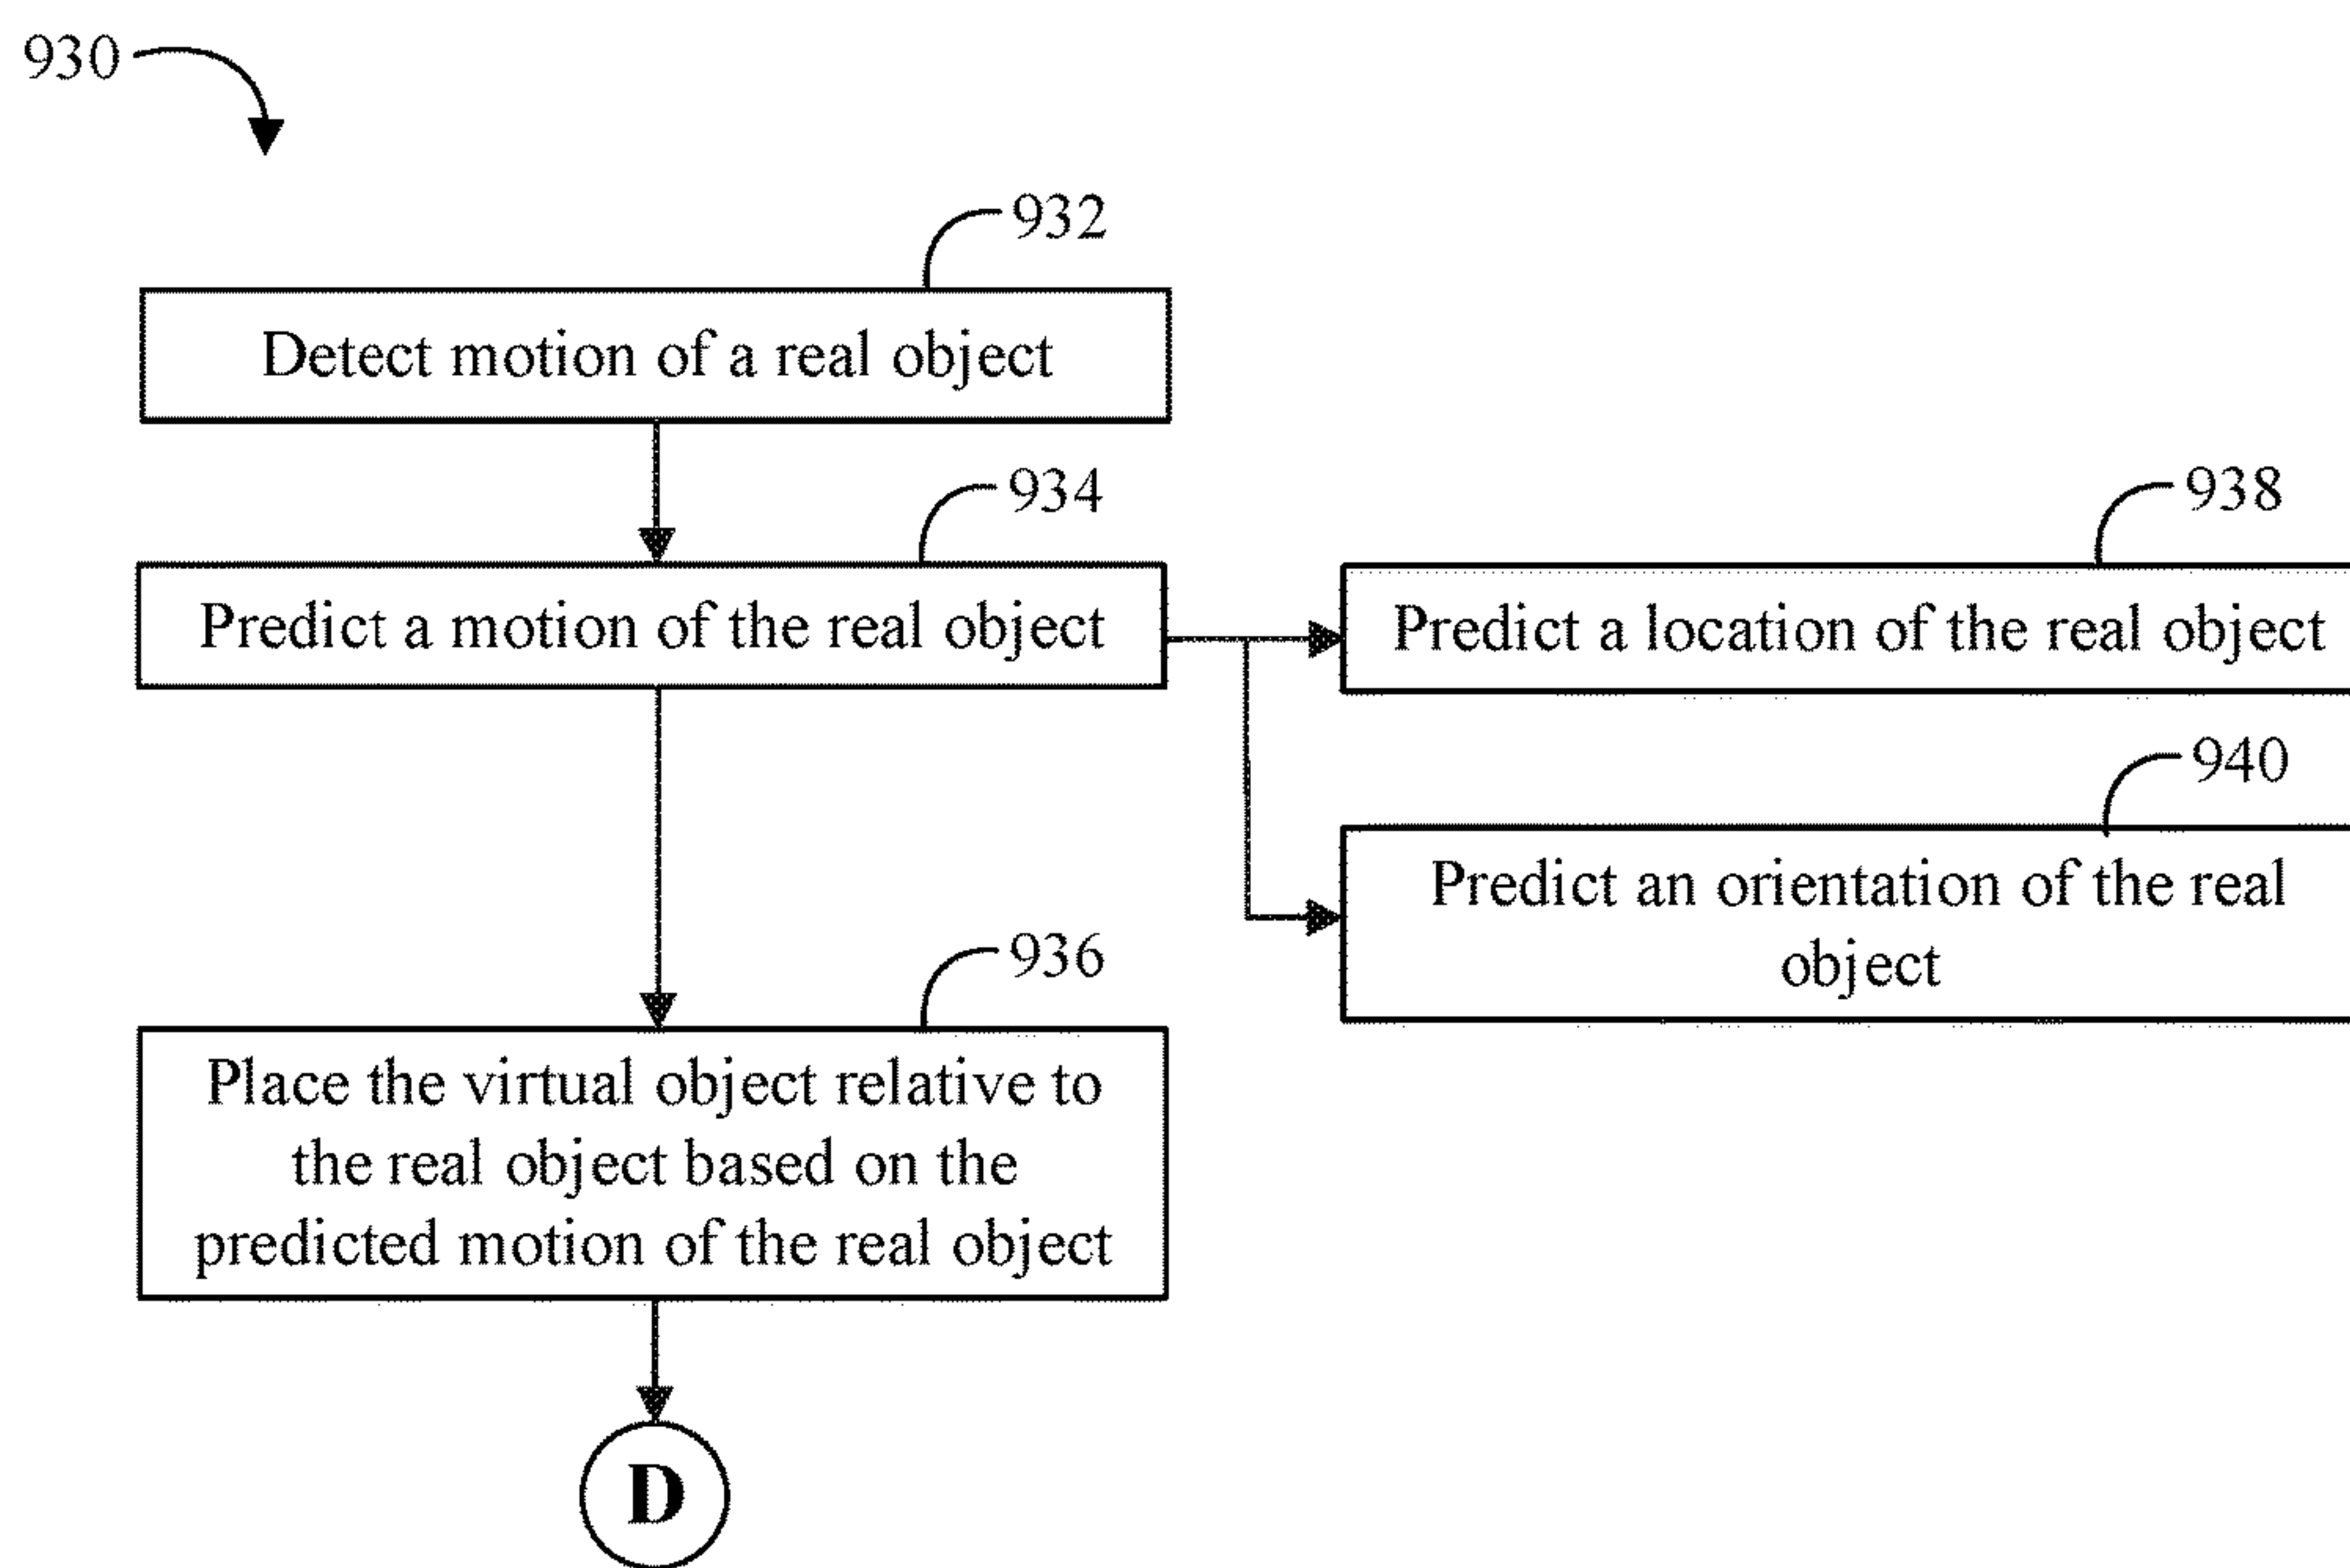 930
932
Detect motion of a real object
934
Predict a motion of the real object
938
Predict a location of the real object
940
Predict an orientation of the real
object
936
Place the virtual object relative to
the real object based on the
predicted motion of the real object
D